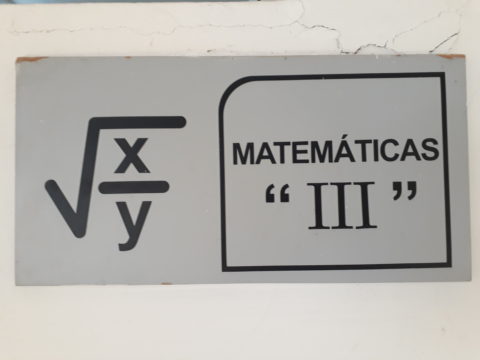 √x/y
MATEMÁTICAS
“ III ”